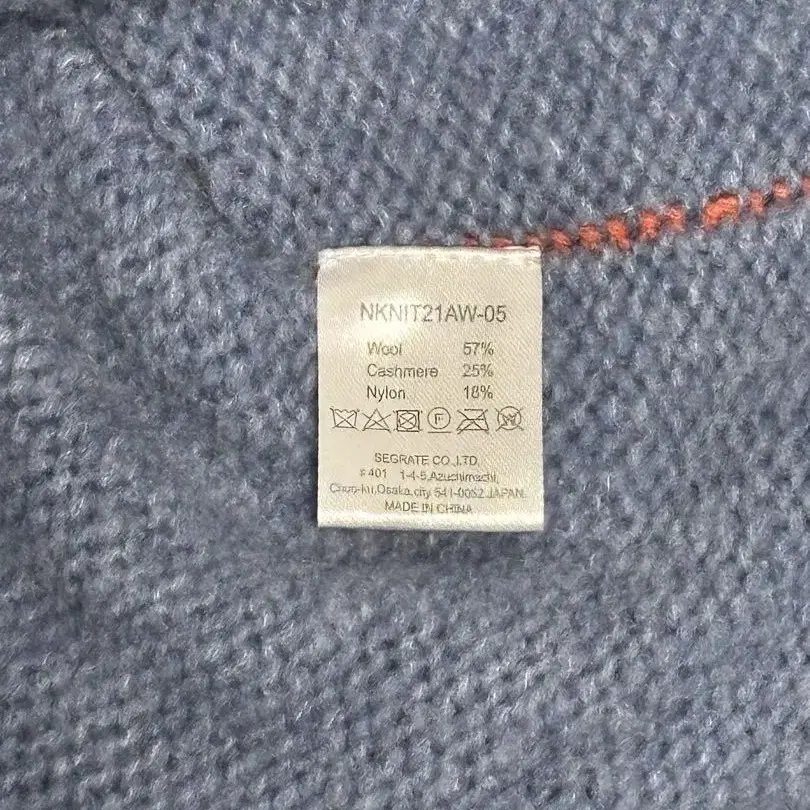 NKNIT21AW-05
Wool 57%
Cashmere 25%
Nylon 18%
F W
SEGRATE CO.,LTD.
#401 1-4-5,Azuchimachi,
Chuo-ku,Osaka,city 541-0052 JAPAN.
MADE IN CHINA